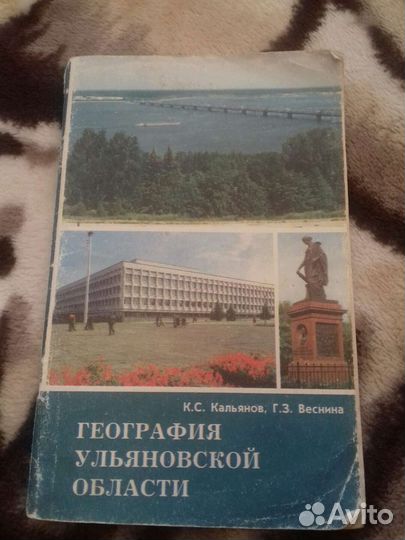 К.С. Кальянов, Г.З. Веснина
ГЕОГРАФИЯ
УЛЬЯНОВСКОЙ
ОБЛАСТИ
Avito